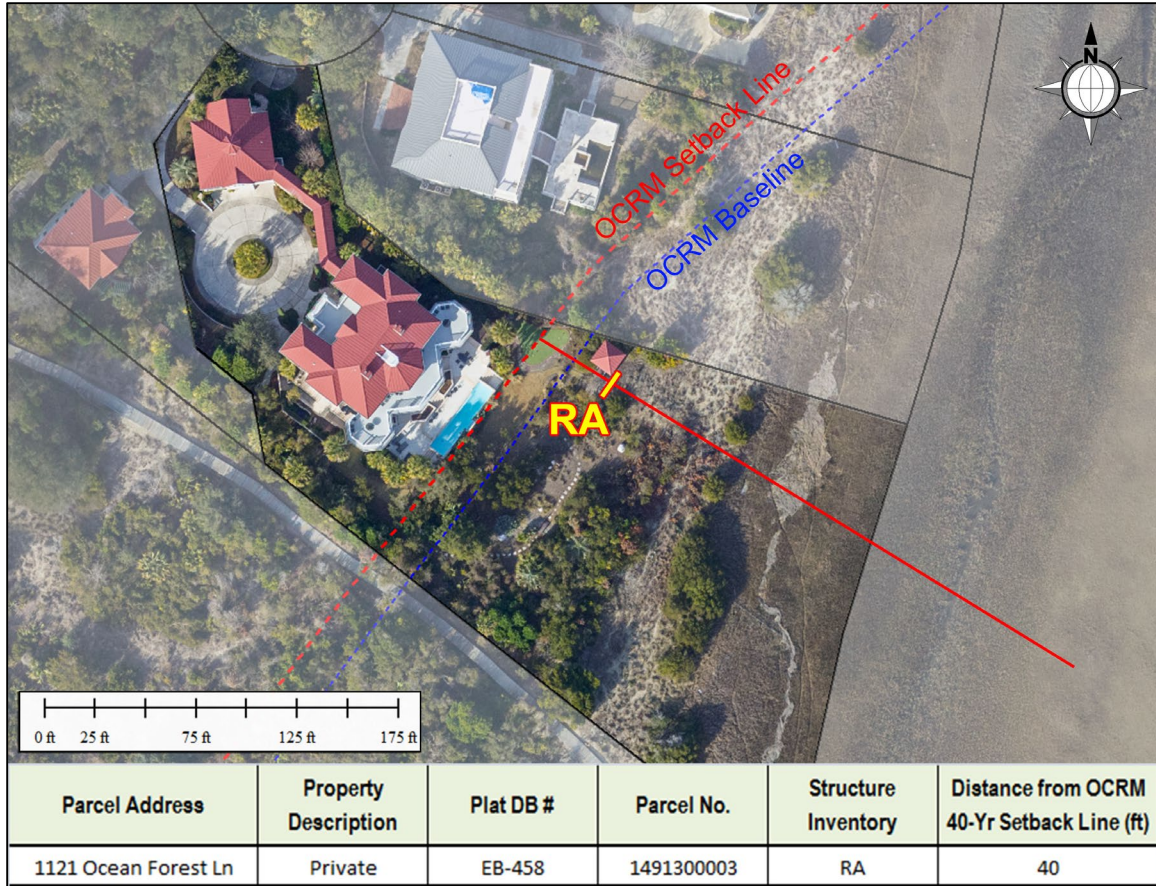 N
OCRM Setback Line
OCRM Baseline
RA
0 ft 25 ft 75 ft 125 ft 175 ft
Parcel Address Property Description Plat DB # Parcel No. Structure Inventory Distance from OCRM 40-Yr Setback Line (ft)
1121 Ocean Forest Ln Private EB-458 1491300003 RA 40